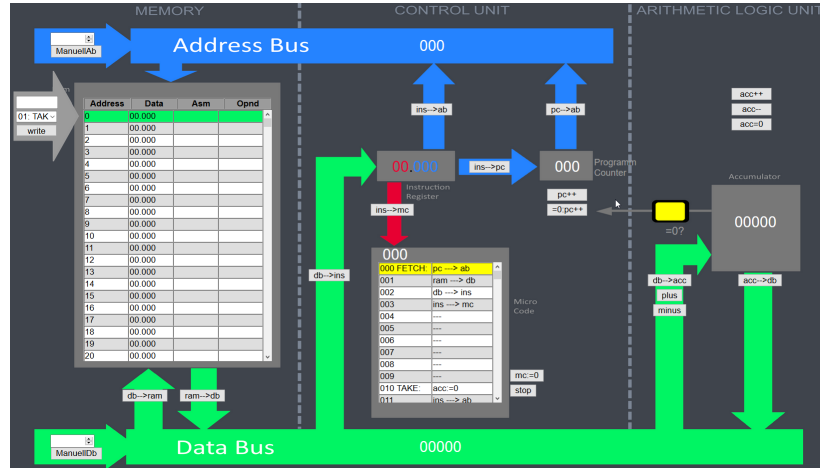 MEMORY
CONTROL UNIT
ARITHMETIC LOGIC UNIT
ManuellAb
Address Bus
000
01: TAK
write
Address Data Asm Opnd
0 00.000
1 00.000
2 00.000
3 00.000
4 00.000
5 00.000
6 00.000
7 00.000
8 00.000
9 00.000
10 00.000
11 00.000
12 00.000
13 00.000
14 00.000
15 00.000
16 00.000
17 00.000
18 00.000
19 00.000
20 00.000
db-->ram
ram-->db
ins-->ab
pc-->ab
00.000
ins-->pc
000
Programm
Counter
Instruction
Register
pc++
=0:pc++
ins-->mc
db-->ins
000
000 FETCH: pc ---> ab
001 ram ---> db
002 db ---> ins
003 ins ---> mc
004 ---
005 ---
006 ---
007 ---
008 ---
009 ---
010 TAKE: acc:=0
011 ins ---> ab
Micro
Code
mc:=0
stop
acc++
acc--
acc=0
Accumulator
00000
=0?
db-->acc
plus
minus
acc-->db
ManuellDb
Data Bus
00000